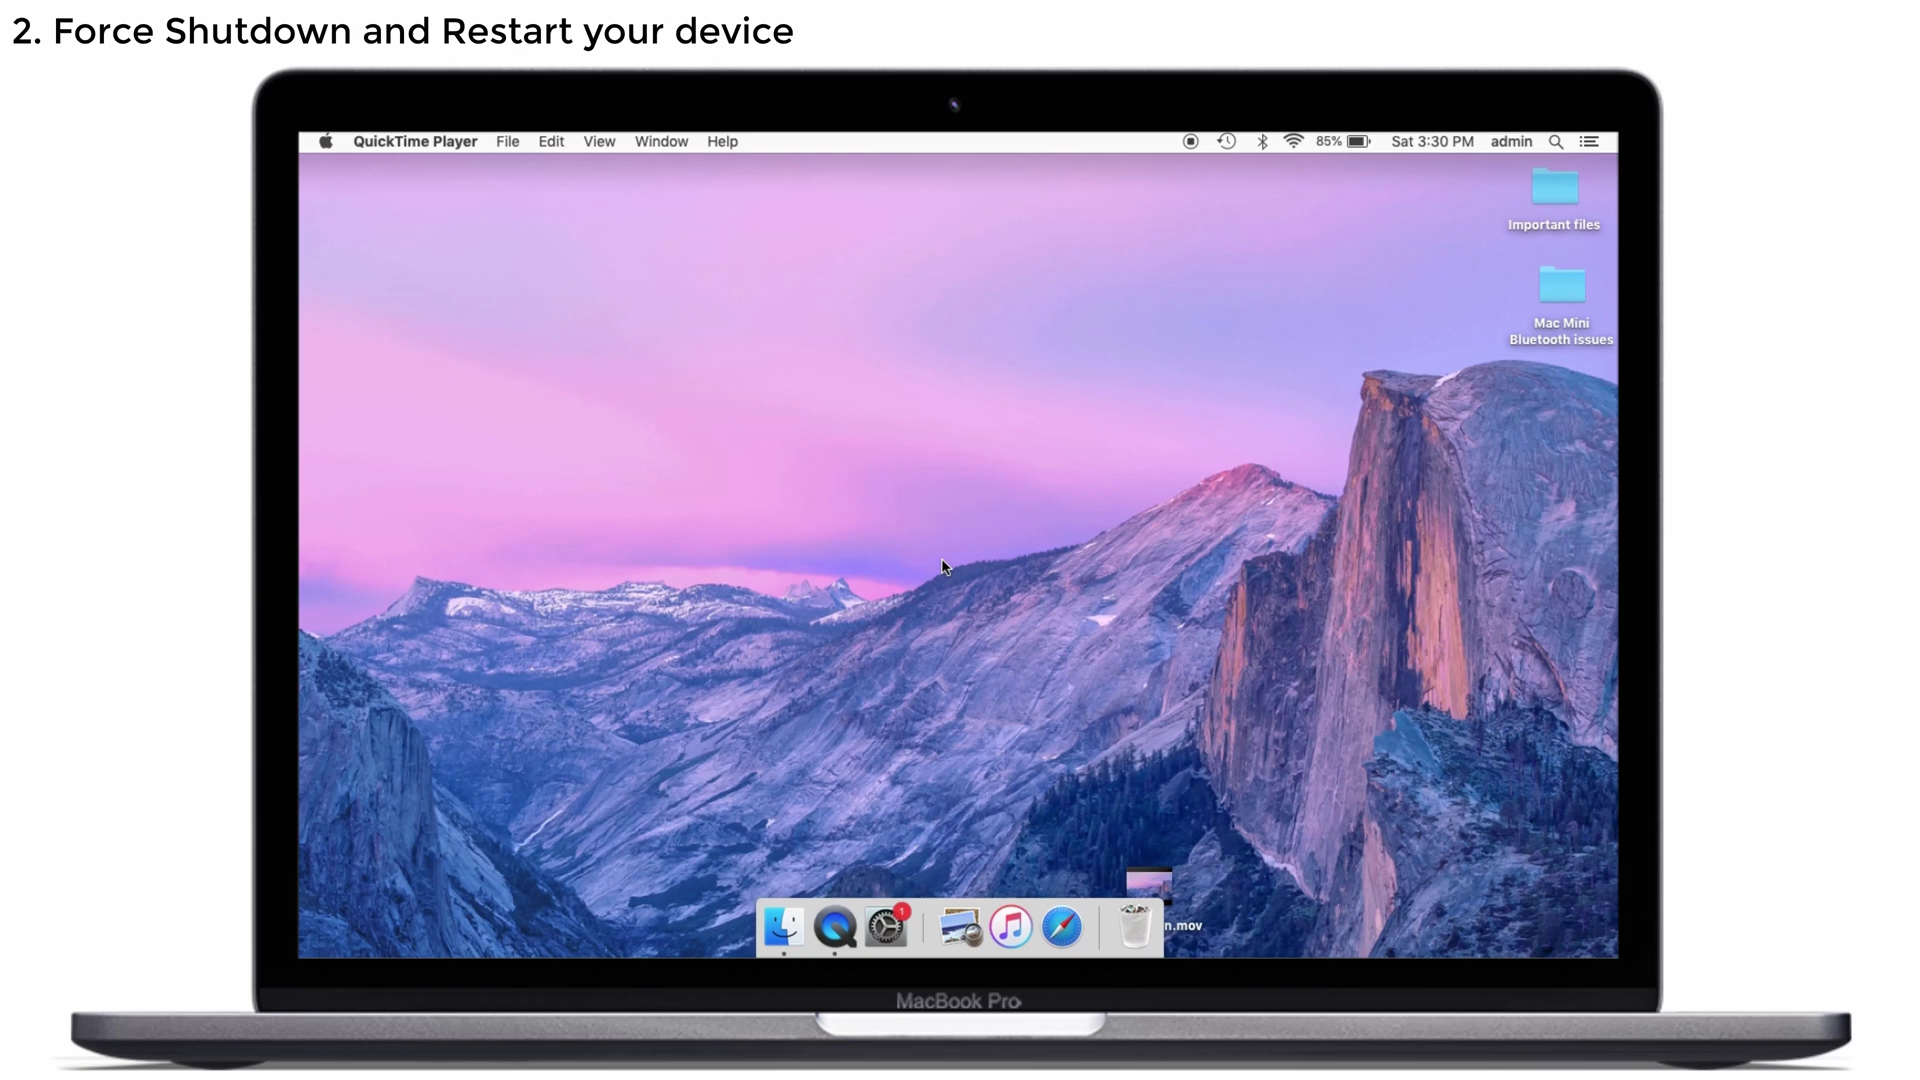 2. Force Shutdown and Restart your device
QuickTime Player File Edit View Window Help 85% Sat 3:30 PM admin
Important files
Mac Mini
Bluetooth issues
1
n.mov
MacBook Pro